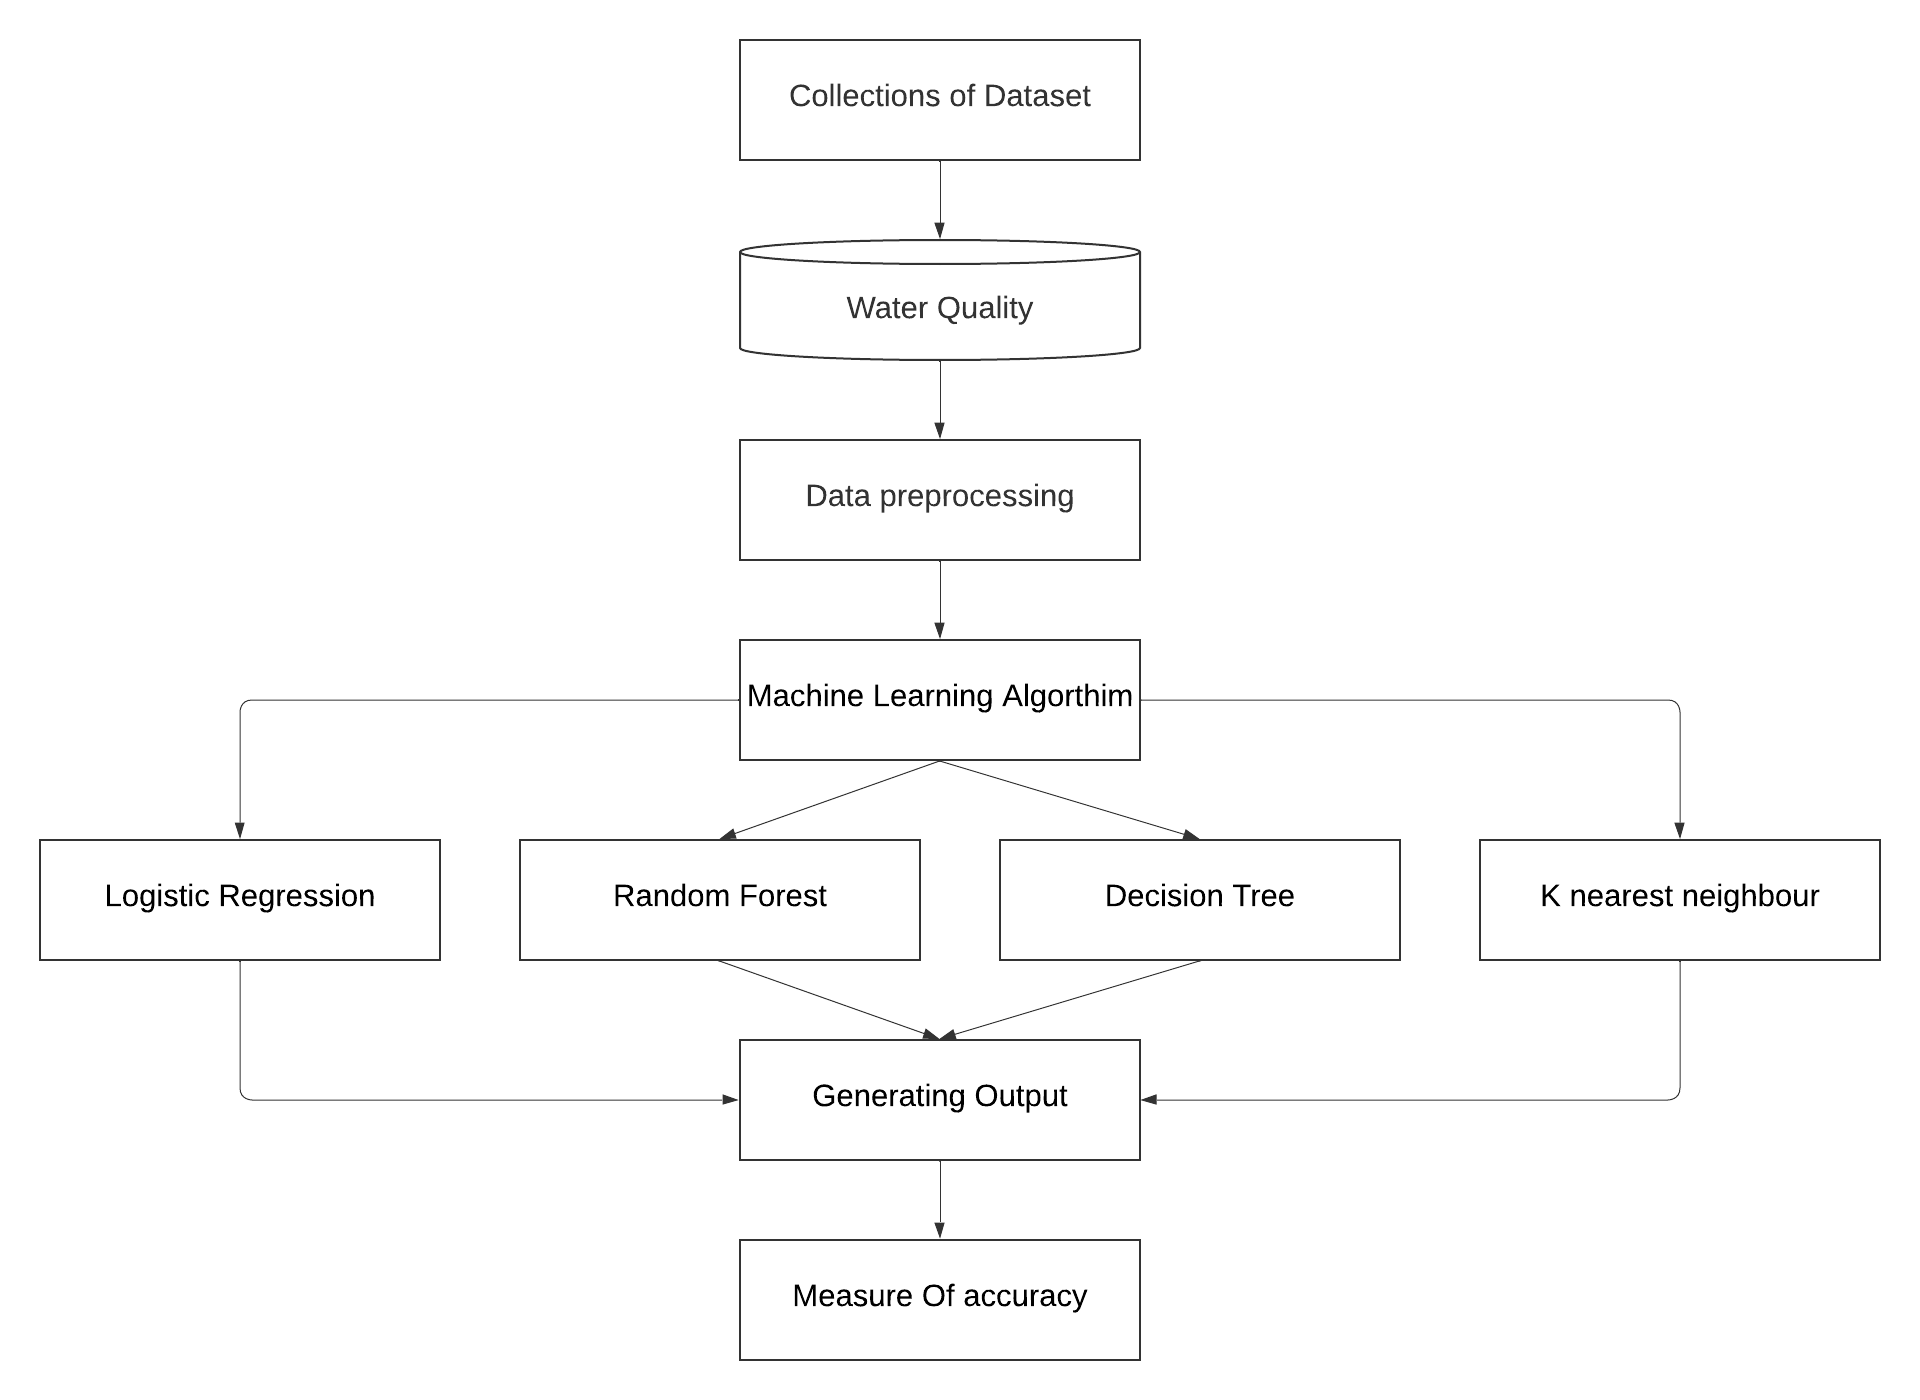 Collections of Dataset
Water Quality
Data preprocessing
Machine Learning Algorthim
Logistic Regression
Random Forest
Decision Tree
K nearest neighbour
Generating Output
Measure Of accuracy